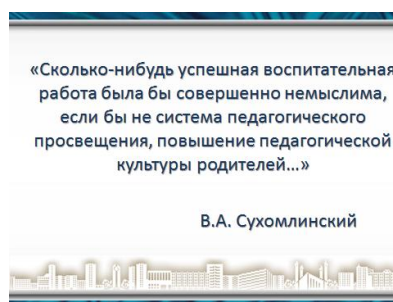 «Сколько-нибудь успешная воспитательная
работа была бы совершенно немыслима,
если бы не система педагогического
просвещения, повышение педагогической
культуры родителей…»
В.А. Сухомлинский